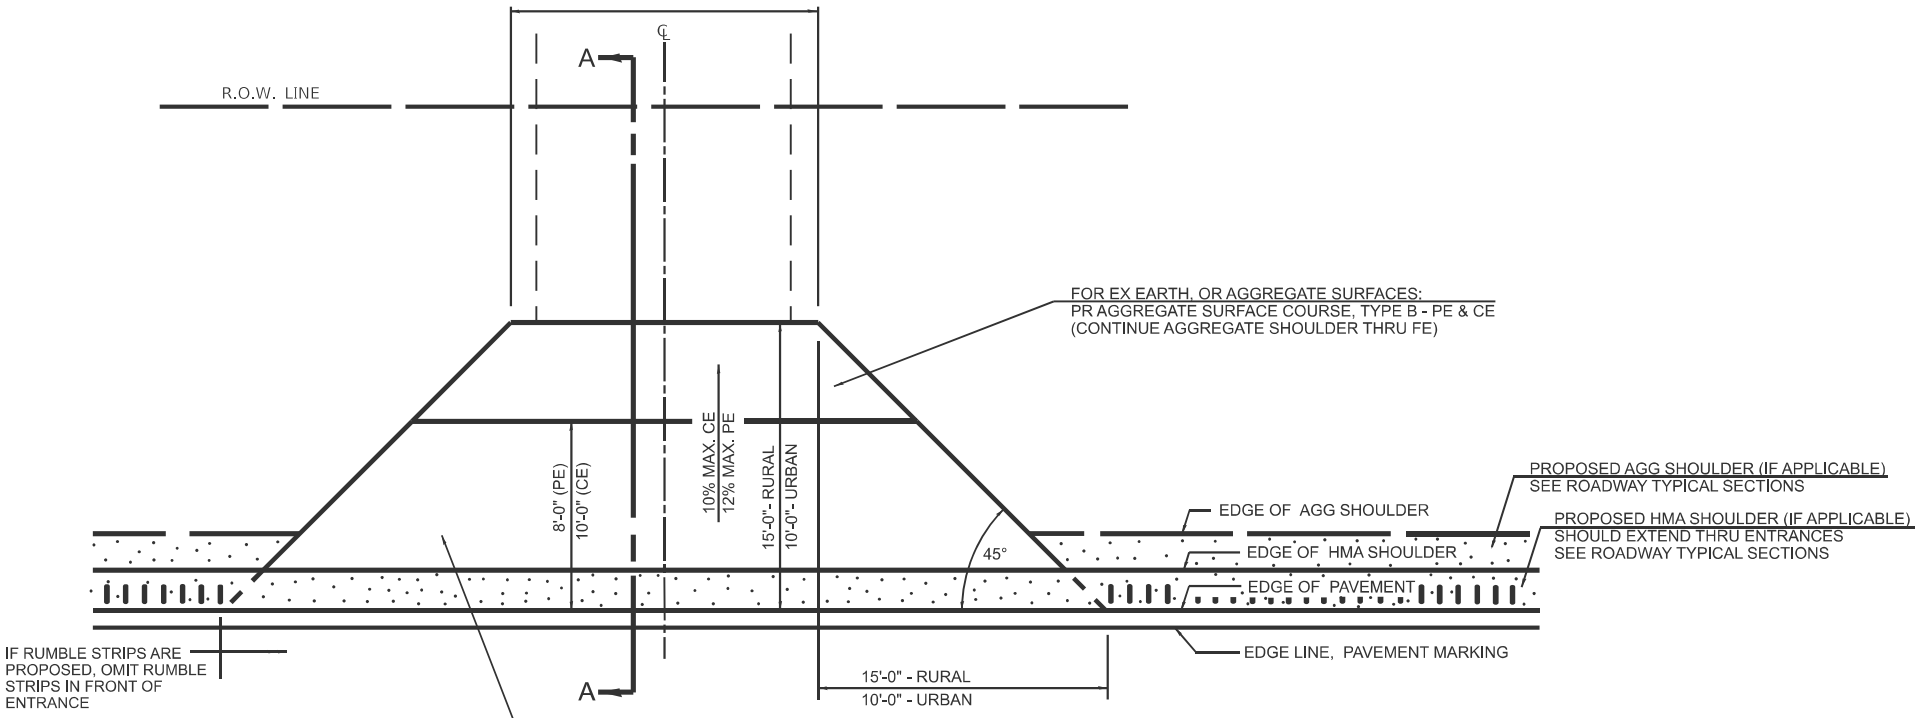 ℄
A
R.O.W. LINE
FOR EX EARTH, OR AGGREGATE SURFACES:
PR AGGREGATE SURFACE COURSE, TYPE B - PE & CE
(CONTINUE AGGREGATE SHOULDER THRU FE)
10% MAX. CE
12% MAX. PE
8'-0" (PE)
10'-0" (CE)
15'-0" - RURAL
10'-0" - URBAN
45°
PROPOSED AGG SHOULDER (IF APPLICABLE)
SEE ROADWAY TYPICAL SECTIONS
EDGE OF AGG SHOULDER
PROPOSED HMA SHOULDER (IF APPLICABLE)
SHOULD EXTEND THRU ENTRANCES
SEE ROADWAY TYPICAL SECTIONS
EDGE OF HMA SHOULDER
EDGE OF PAVEMENT
EDGE LINE, PAVEMENT MARKING
IF RUMBLE STRIPS ARE
PROPOSED, OMIT RUMBLE
STRIPS IN FRONT OF
ENTRANCE
15'-0" - RURAL
10'-0" - URBAN
A